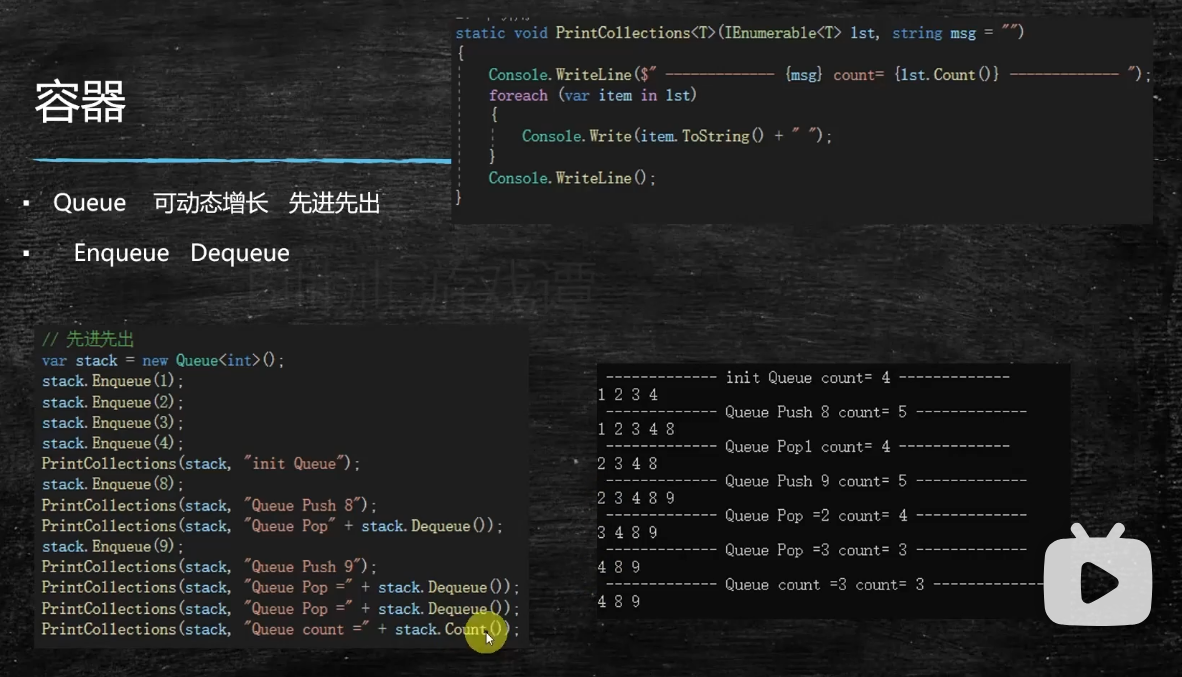 容器
▪ Queue 可动态增长 先进先出
▪ Enqueue Dequeue
static void PrintCollections<T>(IEnumerable<T> lst, string msg = "")
{
Console.WriteLine($" ------------- {msg} count= {lst.Count()} ------------- ");
foreach (var item in lst)
{
Console.Write(item.ToString() + " ");
}
Console.WriteLine();
}
// 先进先出
var stack = new Queue<int>();
stack.Enqueue(1);
stack.Enqueue(2);
stack.Enqueue(3);
stack.Enqueue(4);
PrintCollections(stack, "init Queue");
stack.Enqueue(8);
PrintCollections(stack, "Queue Push 8");
PrintCollections(stack, "Queue Pop" + stack.Dequeue());
stack.Enqueue(9);
PrintCollections(stack, "Queue Push 9");
PrintCollections(stack, "Queue Pop =" + stack.Dequeue());
PrintCollections(stack, "Queue Pop =" + stack.Dequeue());
PrintCollections(stack, "Queue count =" + stack.Count());
------------- init Queue count= 4 -------------
1 2 3 4
------------- Queue Push 8 count= 5 -------------
1 2 3 4 8
------------- Queue Pop1 count= 4 -------------
2 3 4 8
------------- Queue Push 9 count= 5 -------------
2 3 4 8 9
------------- Queue Pop =2 count= 4 -------------
3 4 8 9
------------- Queue Pop =3 count= 3 -------------
4 8 9
------------- Queue count =3 count= 3 -------------
4 8 9